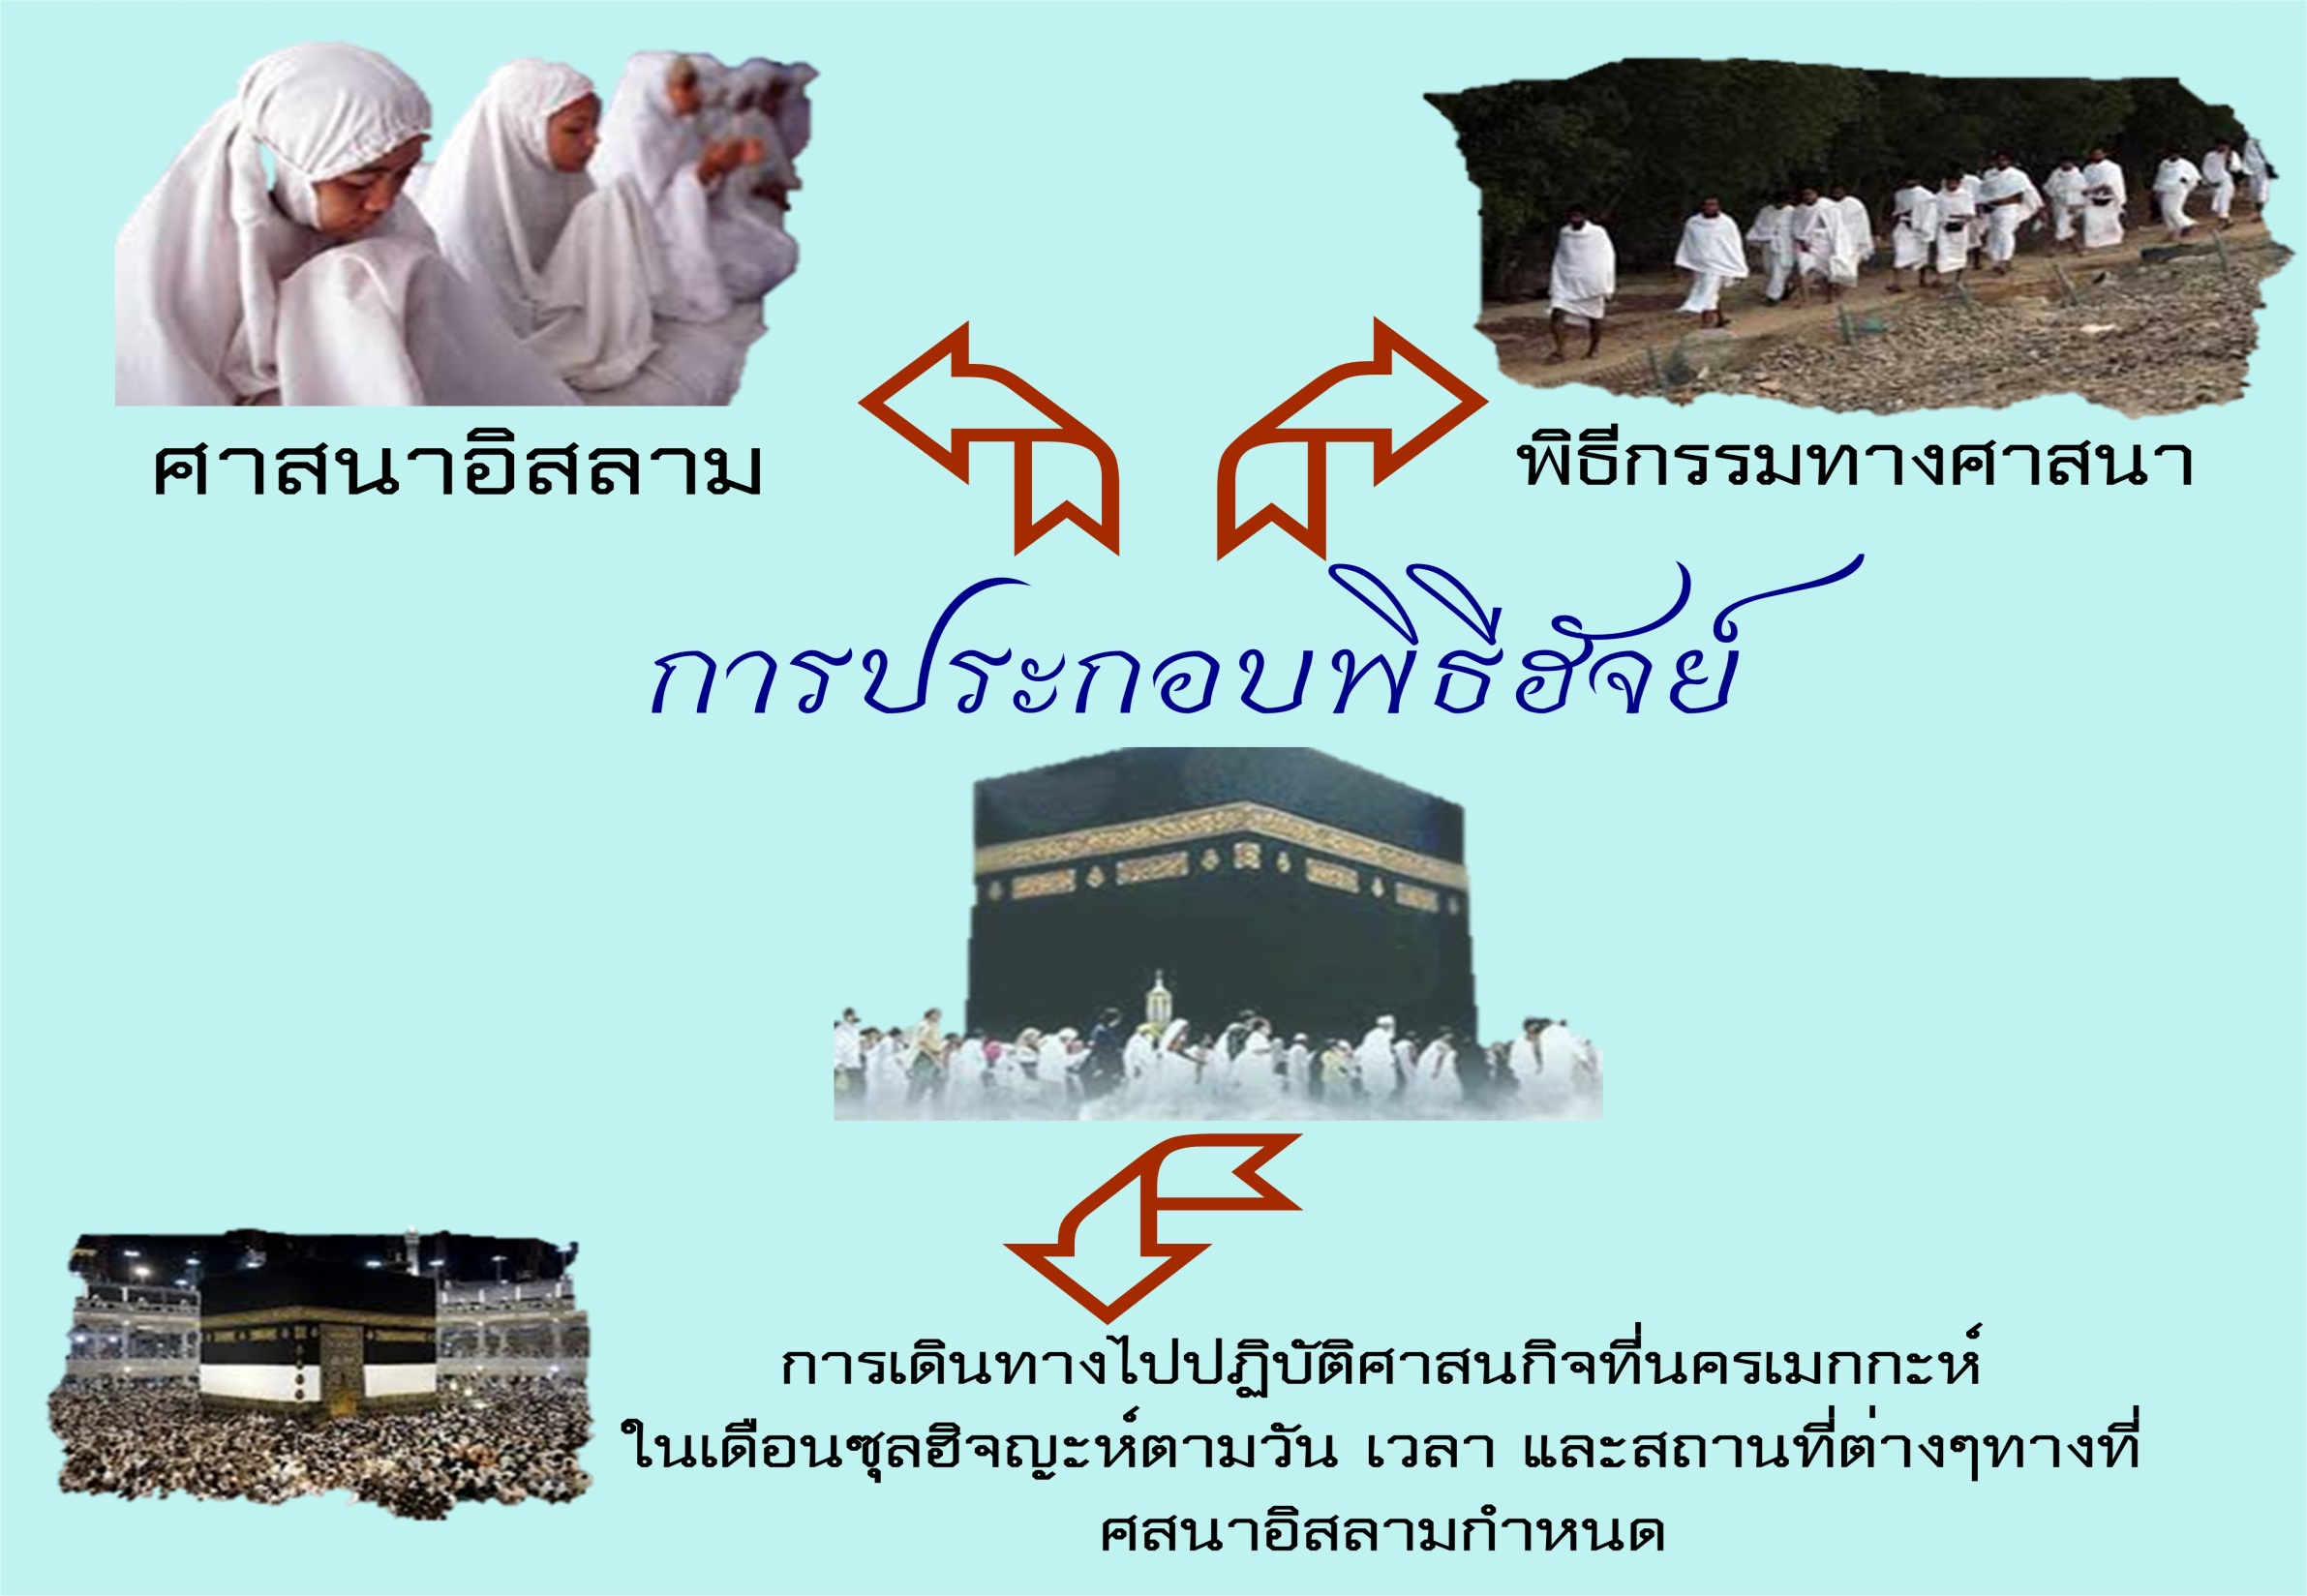 ศาสนาอิสลาม
พิธีกรรมทางศาสนา
การประกอบพิธีฮัจย์
การเดินทางไปปฏิบัติศาสนกิจที่นครเมกกะห์
ในเดือนซุลฮิจญะห์ตามวัน เวลา และสถานที่ต่างๆทางที่
ศสนาอิสลามกำหนด